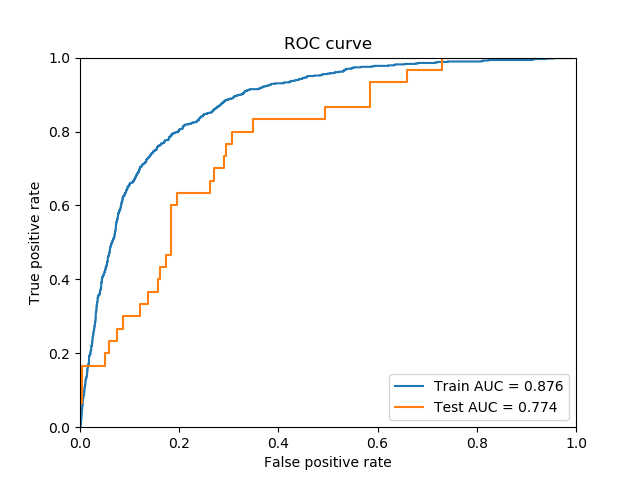 ROC curve
1.0
0.8
0.6
0.4
0.2
0.0
True positive rate
Train AUC = 0.876
Test AUC = 0.774
0.0 0.2 0.4 0.6 0.8 1.0
False positive rate